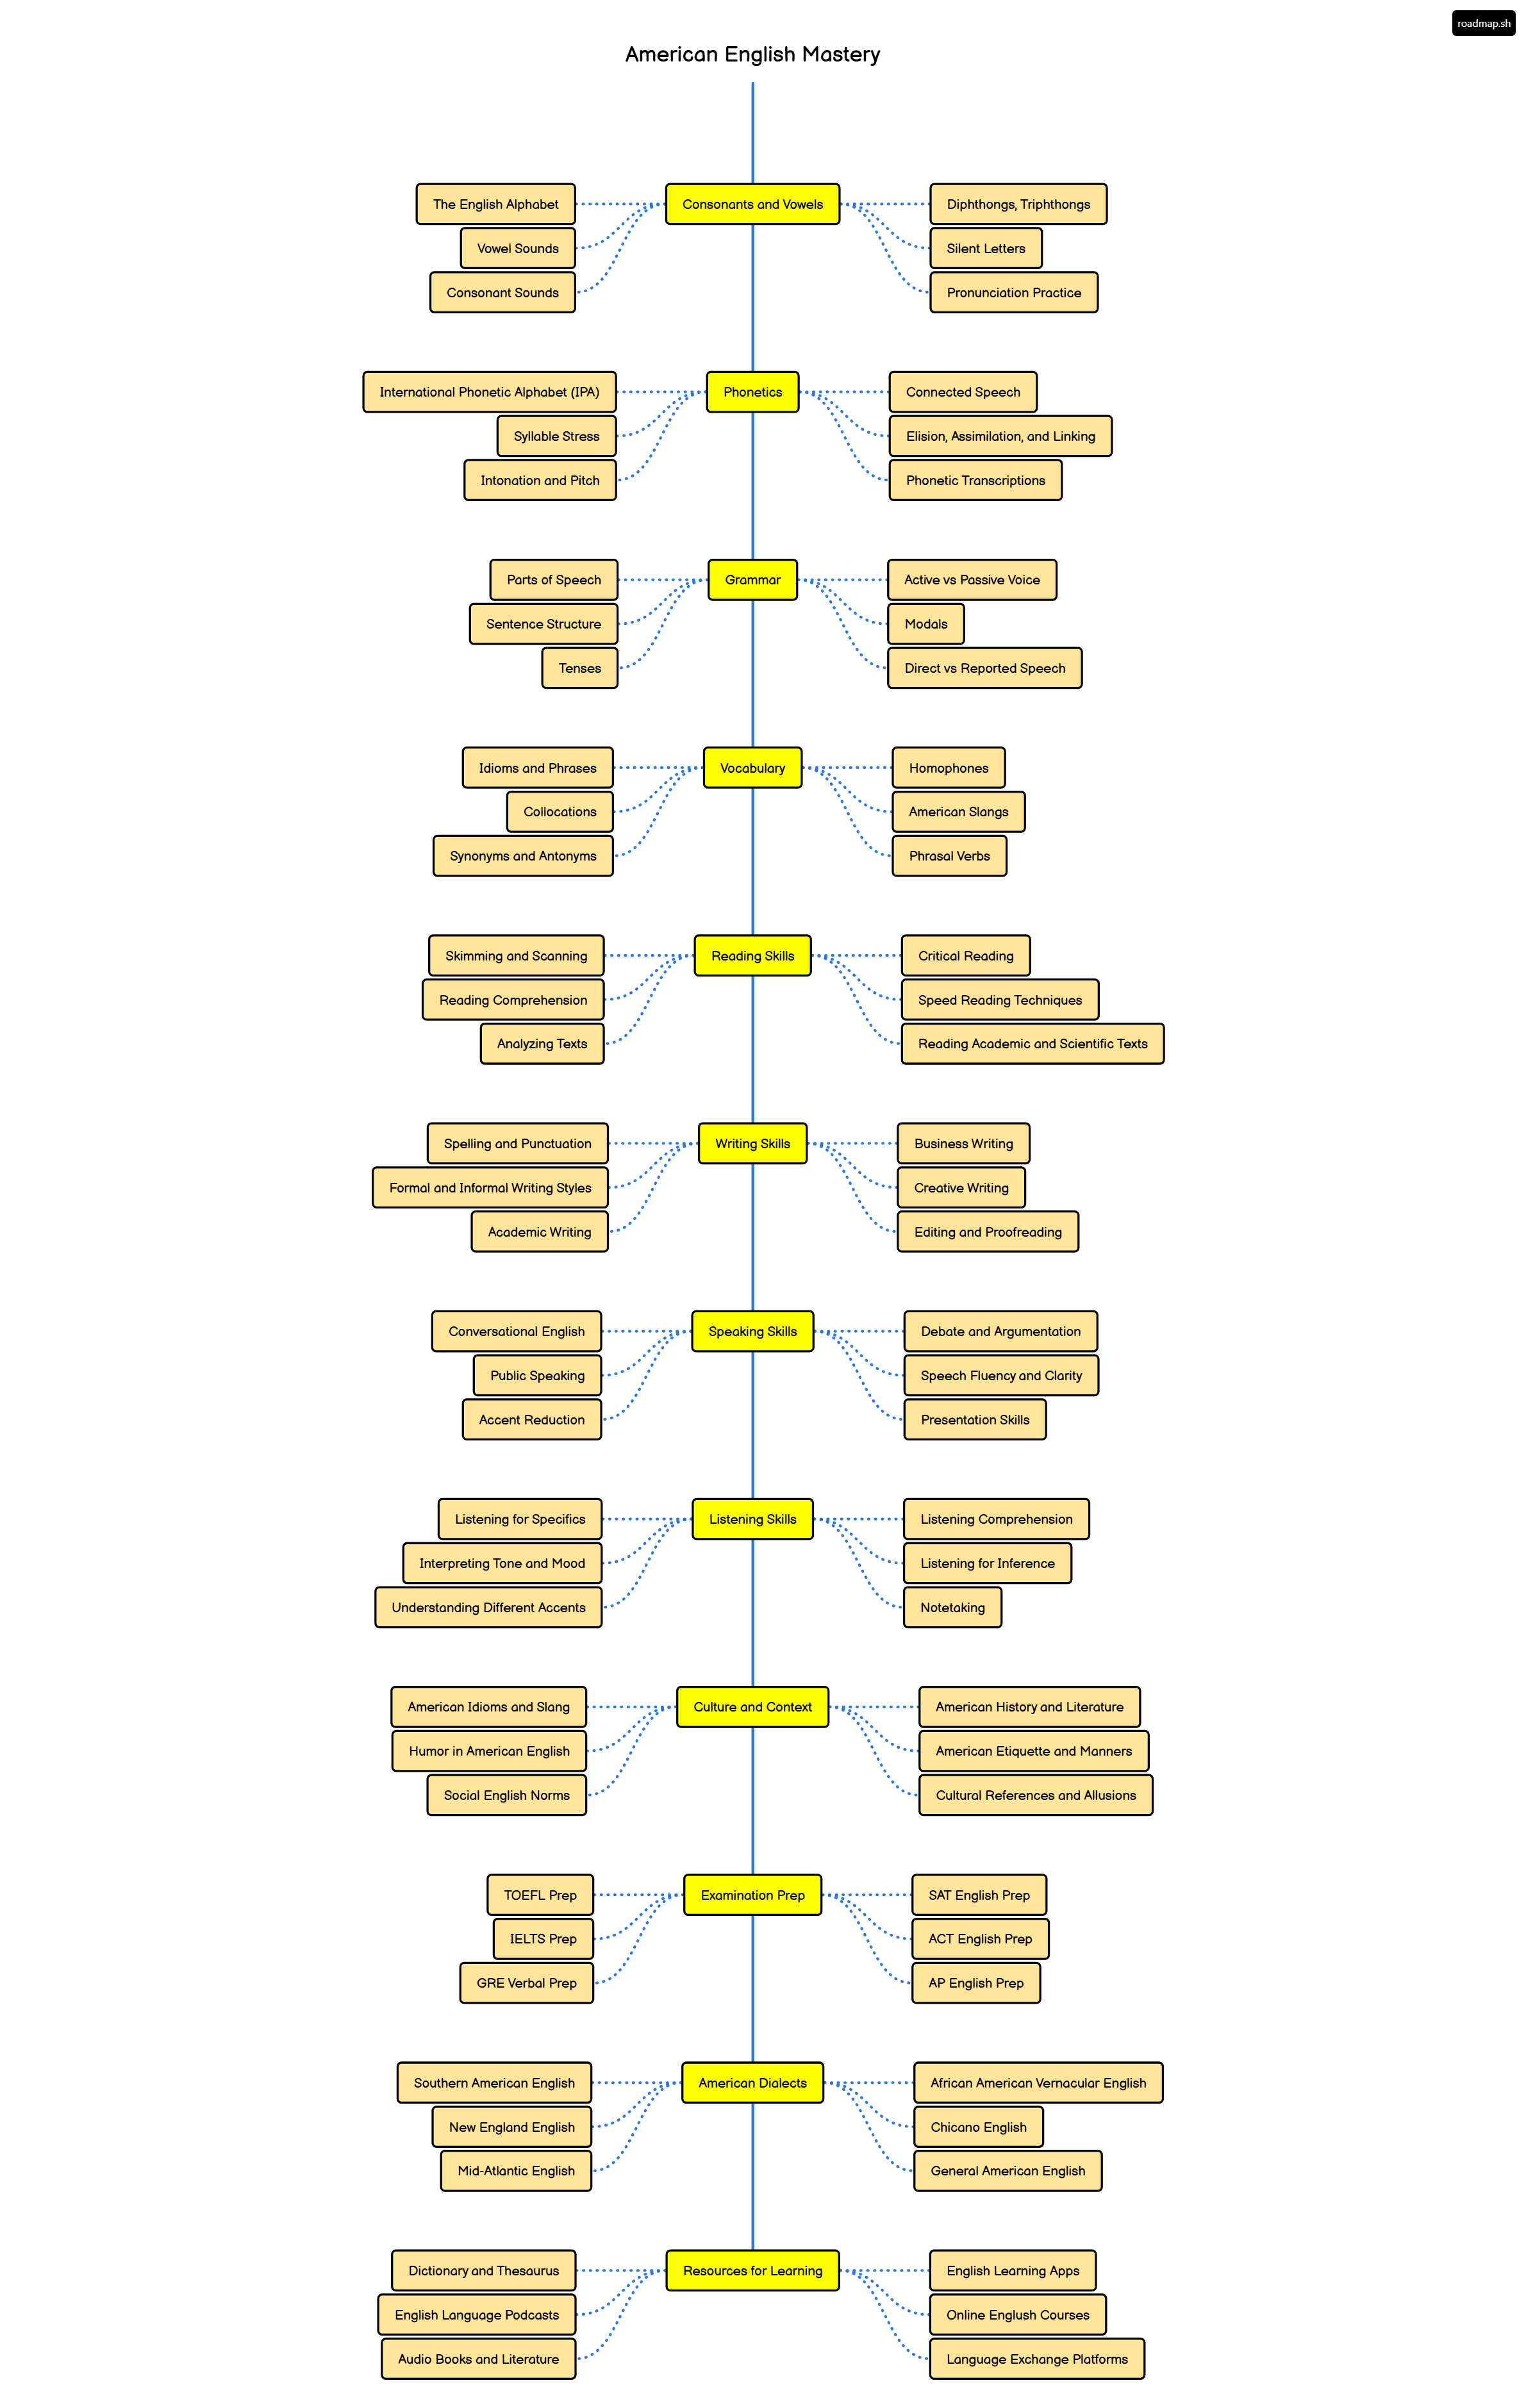 roadmap.sh
American English Mastery
The English Alphabet
Vowel Sounds
Consonant Sounds
Consonants and Vowels
Diphthongs, Triphthongs
Silent Letters
Pronunciation Practice
International Phonetic Alphabet (IPA)
Syllable Stress
Intonation and Pitch
Phonetics
Connected Speech
Elision, Assimilation, and Linking
Phonetic Transcriptions
Parts of Speech
Sentence Structure
Tenses
Grammar
Active vs Passive Voice
Modals
Direct vs Reported Speech
Idioms and Phrases
Collocations
Synonyms and Antonyms
Vocabulary
Homophones
American Slangs
Phrasal Verbs
Skimming and Scanning
Reading Comprehension
Analyzing Texts
Reading Skills
Critical Reading
Speed Reading Techniques
Reading Academic and Scientific Texts
Spelling and Punctuation
Formal and Informal Writing Styles
Academic Writing
Writing Skills
Business Writing
Creative Writing
Editing and Proofreading
Conversational English
Public Speaking
Accent Reduction
Speaking Skills
Debate and Argumentation
Speech Fluency and Clarity
Presentation Skills
Listening for Specifics
Interpreting Tone and Mood
Understanding Different Accents
Listening Skills
Listening Comprehension
Listening for Inference
Notetaking
American Idioms and Slang
Humor in American English
Social English Norms
Culture and Context
American History and Literature
American Etiquette and Manners
Cultural References and Allusions
TOEFL Prep
IELTS Prep
GRE Verbal Prep
Examination Prep
SAT English Prep
ACT English Prep
AP English Prep
Southern American English
New England English
Mid-Atlantic English
American Dialects
African American Vernacular English
Chicano English
General American English
Dictionary and Thesaurus
English Language Podcasts
Audio Books and Literature
Resources for Learning
English Learning Apps
Online Englush Courses
Language Exchange Platforms